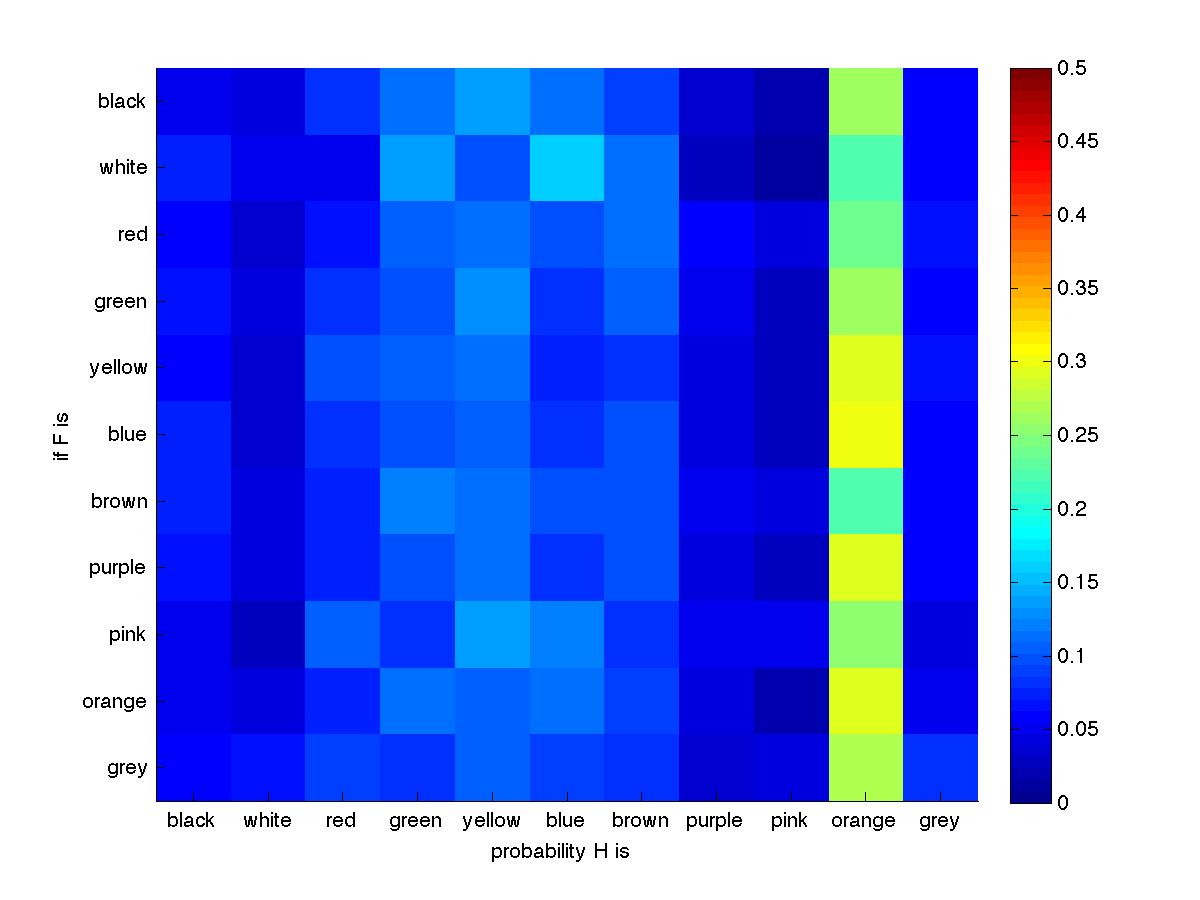 black
white
red
green
yellow
blue
brown
purple
pink
orange
grey
if F is
black white red green yellow blue brown purple pink orange grey
probability H is
0.5
0.45
0.4
0.35
0.3
0.25
0.2
0.15
0.1
0.05
0